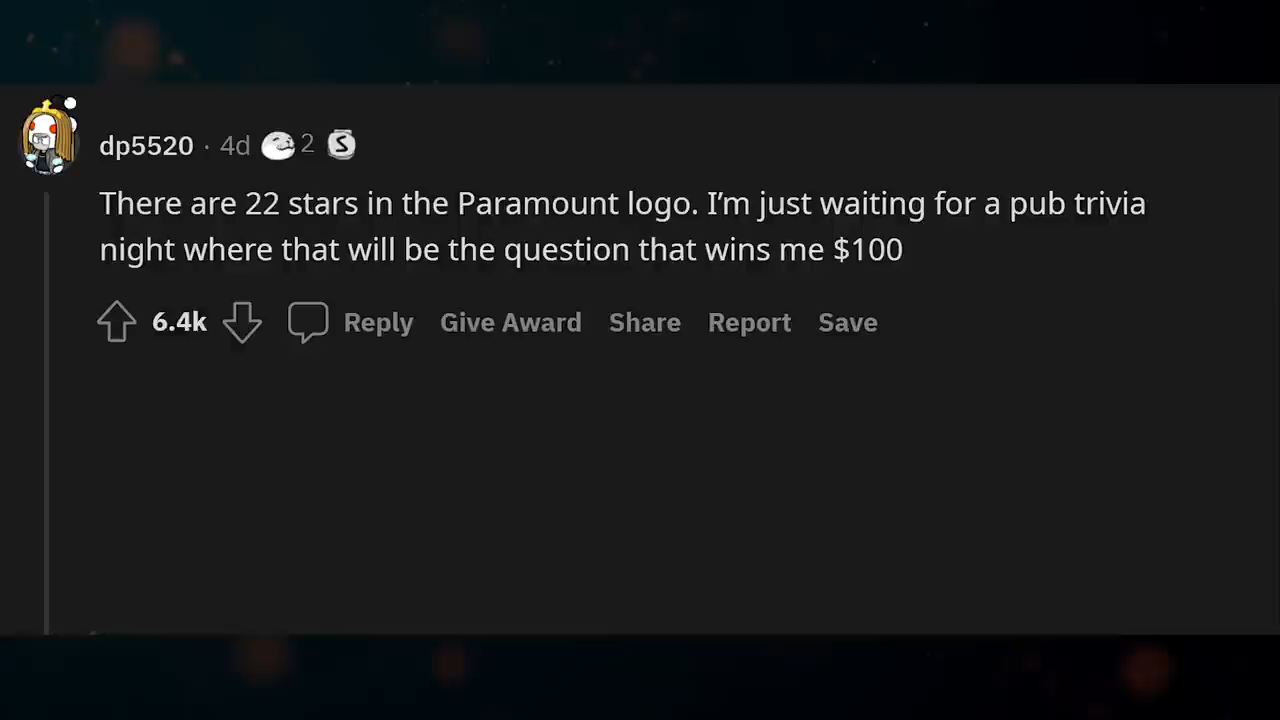 dp5520 · 4d 2 S
There are 22 stars in the Paramount logo. I’m just waiting for a pub trivia
night where that will be the question that wins me $100
6.4k Reply Give Award Share Report Save